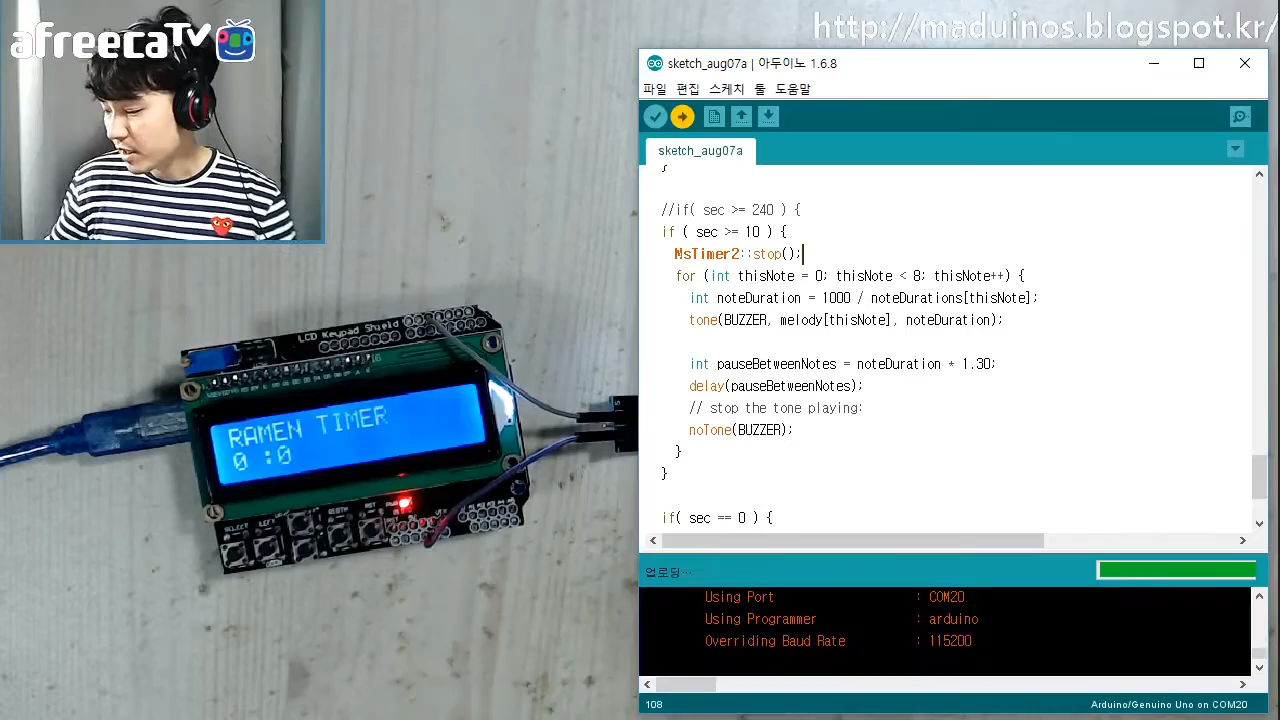 afreecaTV
http://maduinos.blogspot.kr/
sketch_aug07a | 아두이노 1.6.8
파일 편집 스케치 툴 도움말
sketch_aug07a
}
//if( sec >= 240 ) {
if ( sec >= 10 ) {
MsTimer2::stop();
for (int thisNote = 0; thisNote < 8; thisNote++) {
int noteDuration = 1000 / noteDurations[thisNote];
tone(BUZZER, melody[thisNote], noteDuration);
int pauseBetweenNotes = noteDuration * 1.30;
delay(pauseBetweenNotes);
// stop the tone playing:
noTone(BUZZER);
}
}
if( sec == 0 ) {
업로딩...
Using Port : COM20
Using Programmer : arduino
Overriding Baud Rate : 115200
108
Arduino/Genuino Uno on COM20
LCD Keypad Shield
RAMEN TIMER
0 :0
SELECT
LEFT
RIGHT
RST